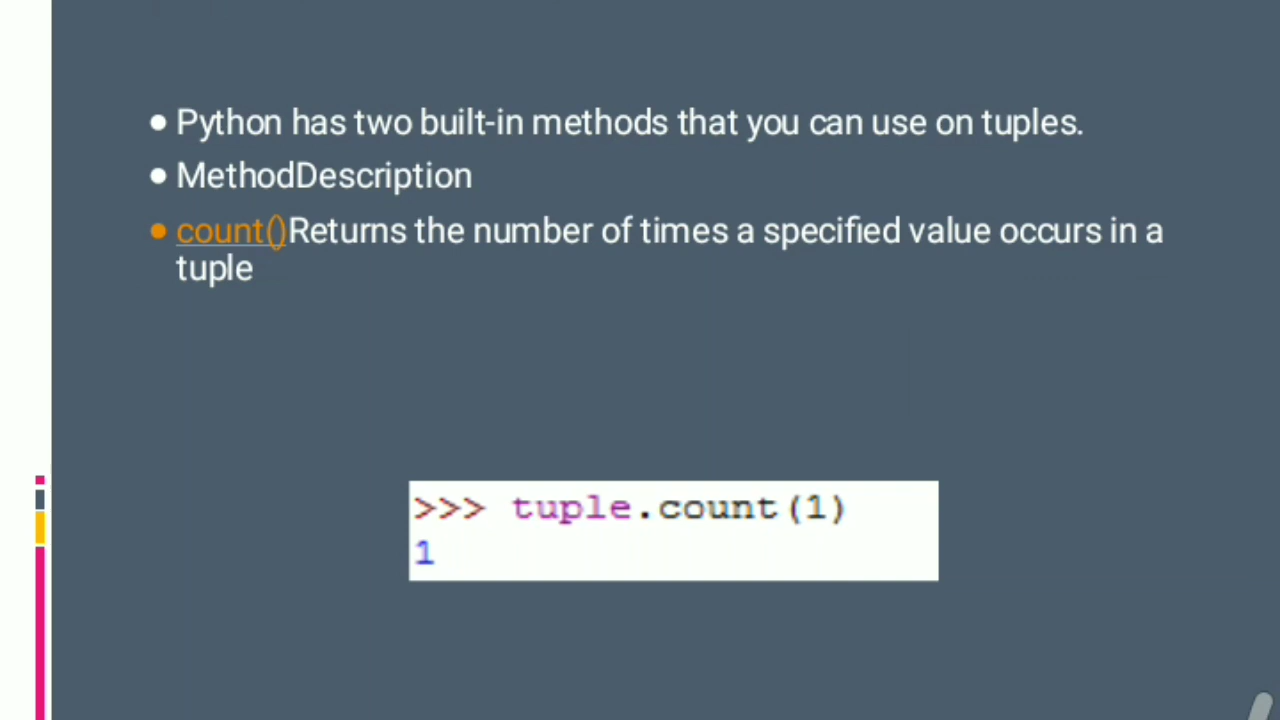 • Python has two built-in methods that you can use on tuples.
• MethodDescription
• count()Returns the number of times a specified value occurs in a
tuple
>>> tuple.count(1)
1